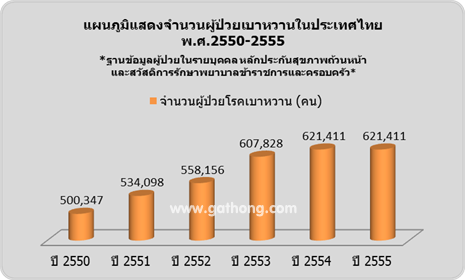 แผนภูมิแสดงจำนวนผู้ป่วยเบาหวานในประเทศไทย
พ.ศ.2550-2555
*ฐานข้อมูลผู้ป่วยในรายบุคคล หลักประกันสุขภาพถ้วนหน้า
และสวัสดิการรักษาพยาบาลข้าราชการและครอบครัว*
จำนวนผู้ป่วยโรคเบาหวาน (คน)
500,347 534,098 558,156 607,828 621,411 621,411
www.gathong.com
ปี 2550 ปี 2551 ปี 2552 ปี 2553 ปี 2554 ปี 2555